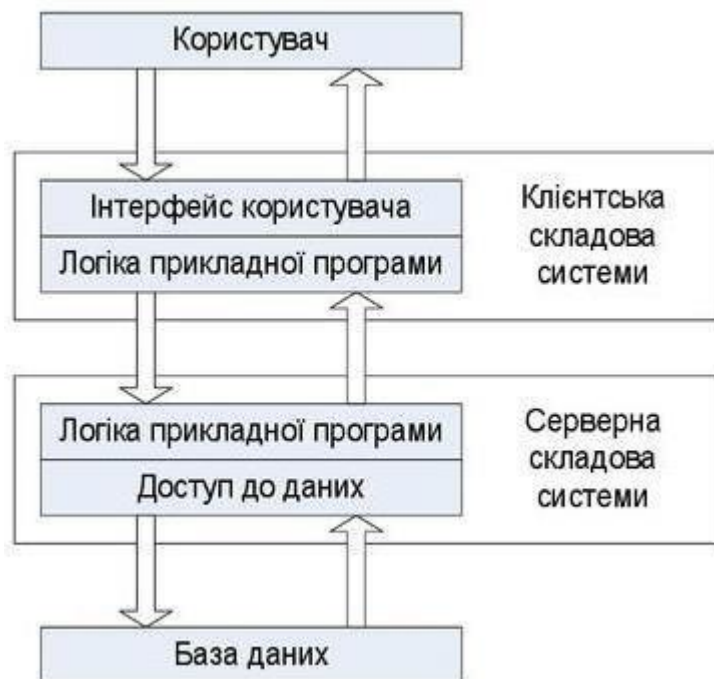 Користувач
Інтерфейс користувача
Логіка прикладної програми
Клієнтська
складова
системи
Логіка прикладної програми
Доступ до даних
Серверна
складова
системи
База даних